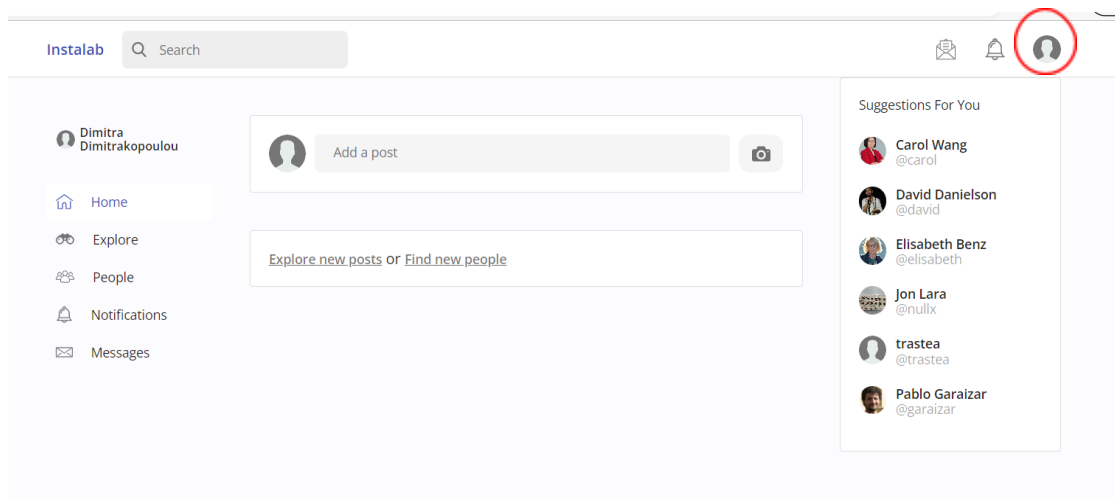 Instalab
Search
Dimitra
Dimitrakopoulou
Home
Explore
People
Notifications
Messages
Add a post
Explore new posts or Find new people
Suggestions For You
Carol Wang
@carol
David Danielson
@david
Elisabeth Benz
@elisabeth
Jon Lara
@nullx
trastea
@trastea
Pablo Garaizar
@garaizar